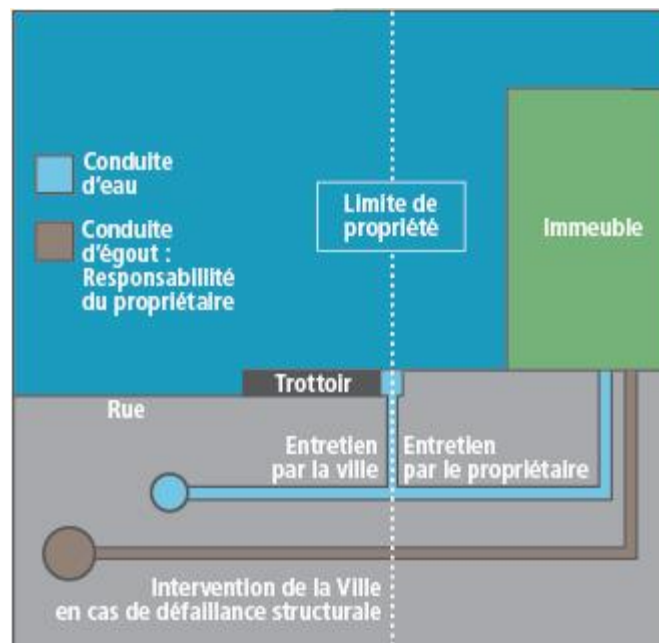 Conduite
d'eau
Conduite
d'égout :
Responsabilité
du propriétaire
Limite de
propriété
Immeuble
Trottoir
Rue
Entretien
par la ville
Entretien
par le propriétaire
Intervention de la Ville
en cas de défaillance structurale